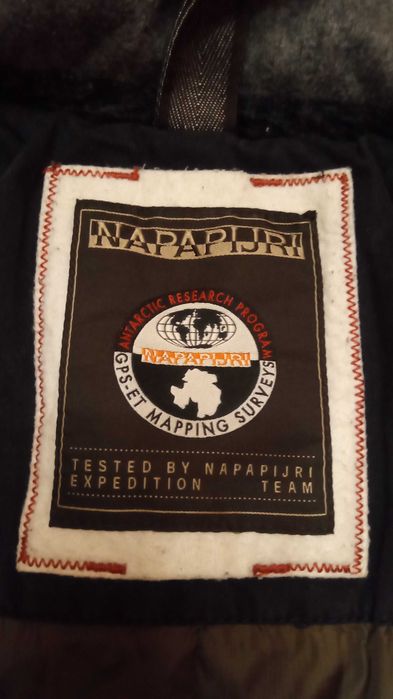 NAPAPIJRI
ANTARCTIC RESEARCH PROGRAM
NAPAPIJRI
GPS-ET MAPPING SURVEYS
TESTED BY NAPAPIJRI
EXPEDITION TEAM